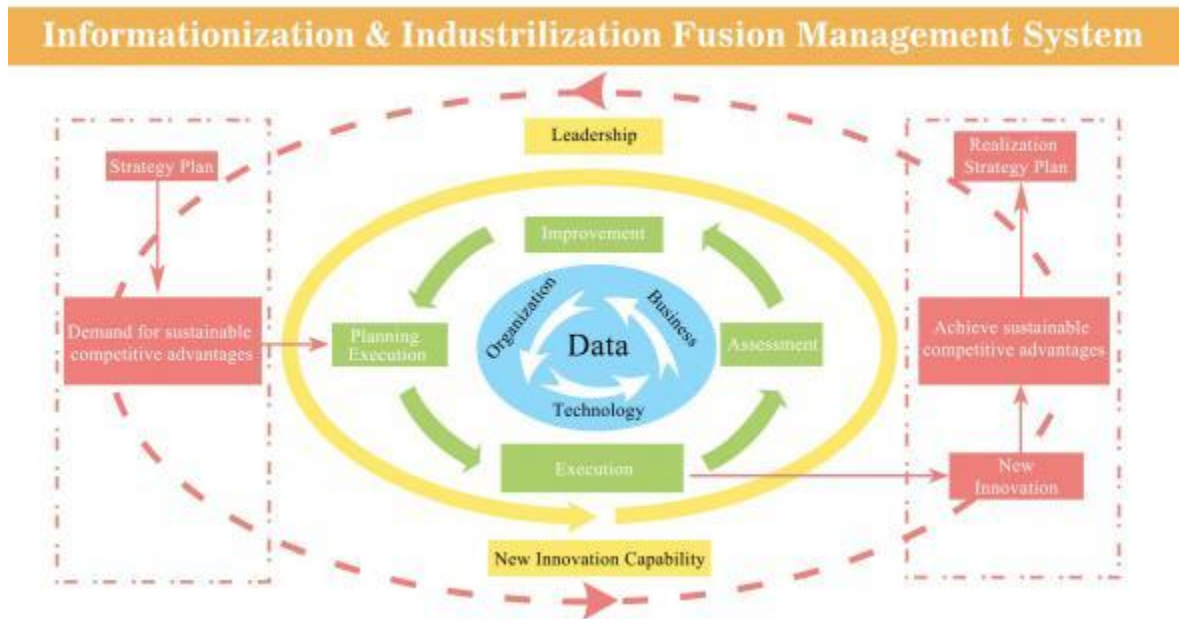 Informationization & Industrilization Fusion Management System
Leadership
Strategy Plan
Realization
Strategy Plan
Improvement
Organization
Business
Demand for sustainable
competitive advantages
Planning
Execution
Data
Assessment
Achieve sustainable
competitive advantages
Technology
Execution
New
Innovation
New Innovation Capability